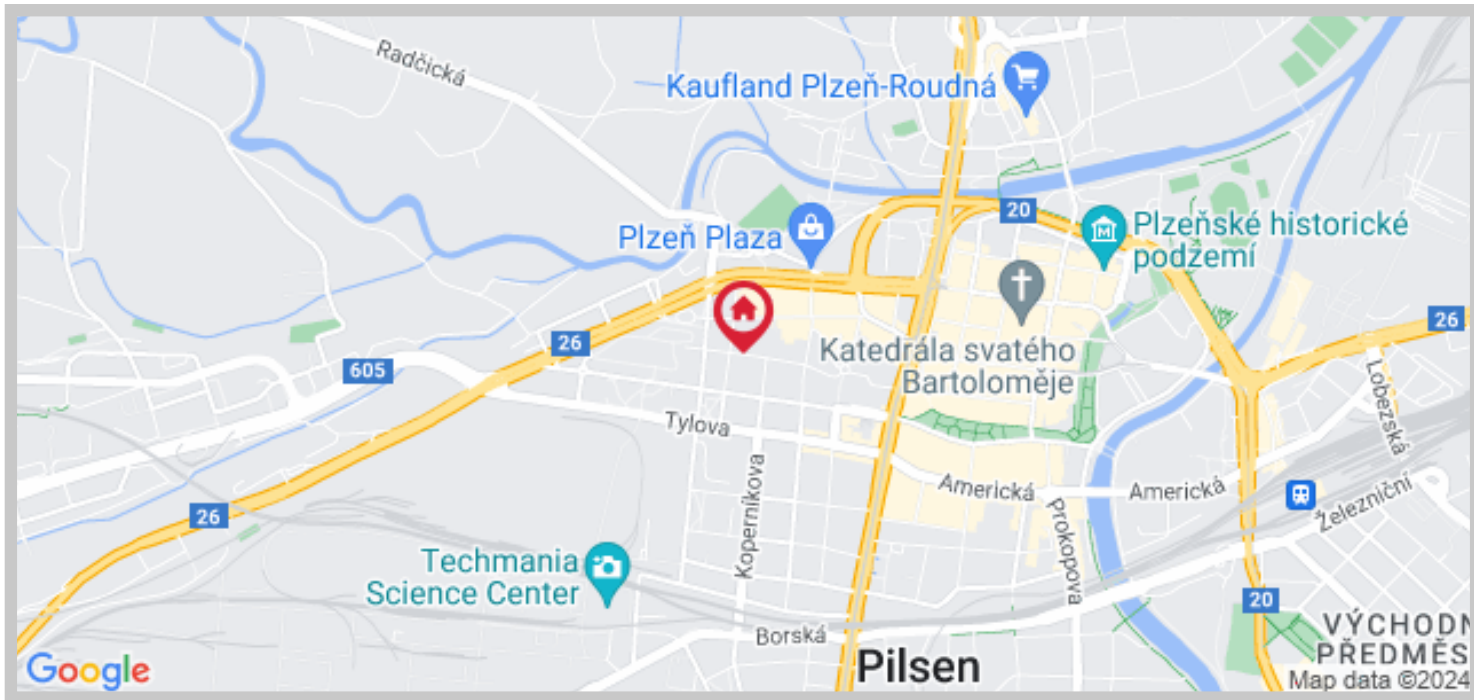 Radčická
Kaufland Plzeň-Roudná
20
Plzeňské historické
podzemí
Plzeň Plaza
26
26
605
Katedrála svatého
Bartoloměje
Lobezská
Tylova
Americká
Americká
Železniční
Koperníkova
Prokopova
26
Techmania
Science Center
20
Borská
VÝCHODN
PŘEDMĚS
Pilsen
Google
Map data ©2024